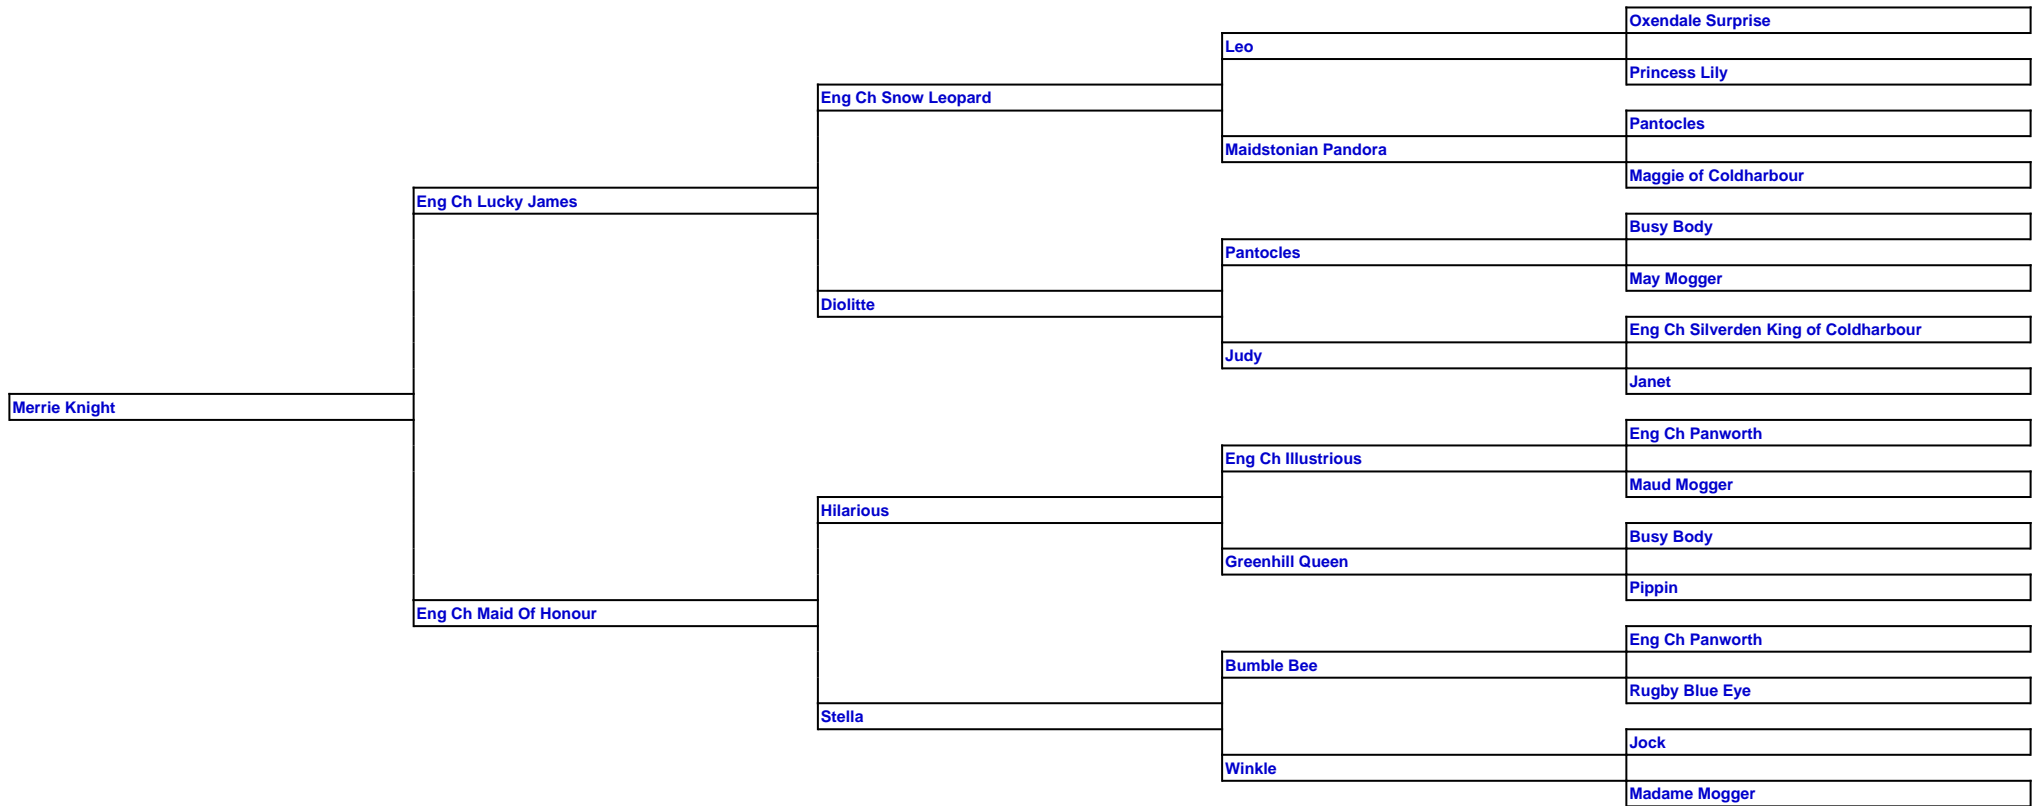 Oxendale Surprise
Leo
Princess Lily
Eng Ch Snow Leopard
Pantocles
Maidstonian Pandora
Maggie of Coldharbour
Eng Ch Lucky James
Busy Body
Pantocles
May Mogger
Diolitte
Eng Ch Silverden King of Coldharbour
Judy
Janet
Merrie Knight
Eng Ch Panworth
Eng Ch Illustrious
Maud Mogger
Hilarious
Busy Body
Greenhill Queen
Pippin
Eng Ch Maid Of Honour
Eng Ch Panworth
Bumble Bee
Rugby Blue Eye
Stella
Jock
Winkle
Madame Mogger